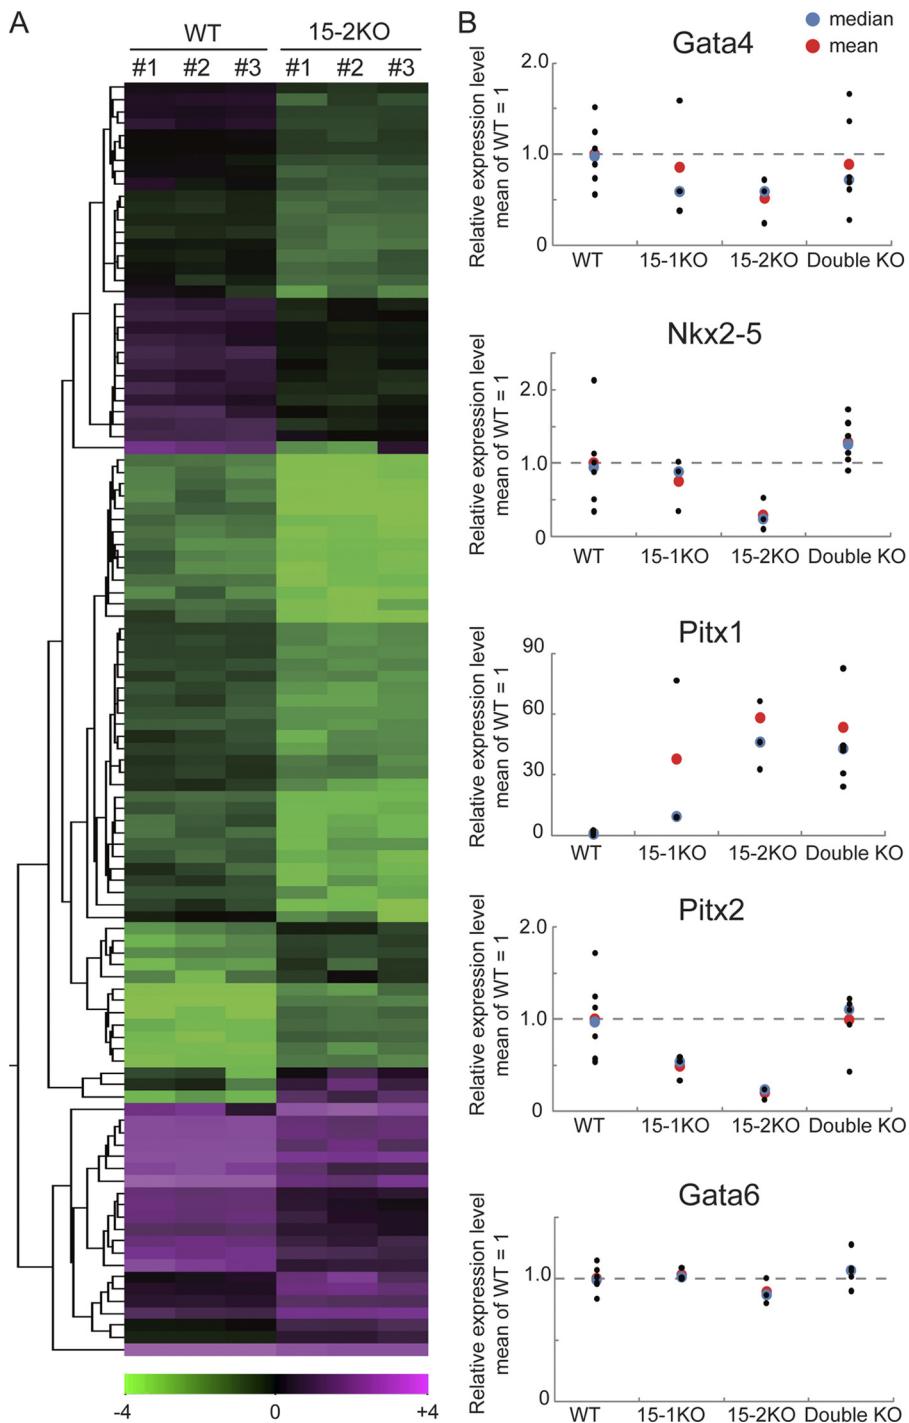 A
WT 15-2KO
#1 #2 #3 #1 #2 #3
-4 0 +4
B
median
mean
Gata4
Relative expression level
mean of WT = 1
2.0
1.0
0
WT 15-1KO 15-2KO Double KO
Nkx2-5
Relative expression level
mean of WT = 1
2.0
1.0
0
WT 15-1KO 15-2KO Double KO
Pitx1
Relative expression level
mean of WT = 1
90
60
30
0
WT 15-1KO 15-2KO Double KO
Pitx2
Relative expression level
mean of WT = 1
2.0
1.0
0
WT 15-1KO 15-2KO Double KO
Gata6
Relative expression level
mean of WT = 1
1.0
0
WT 15-1KO 15-2KO Double KO